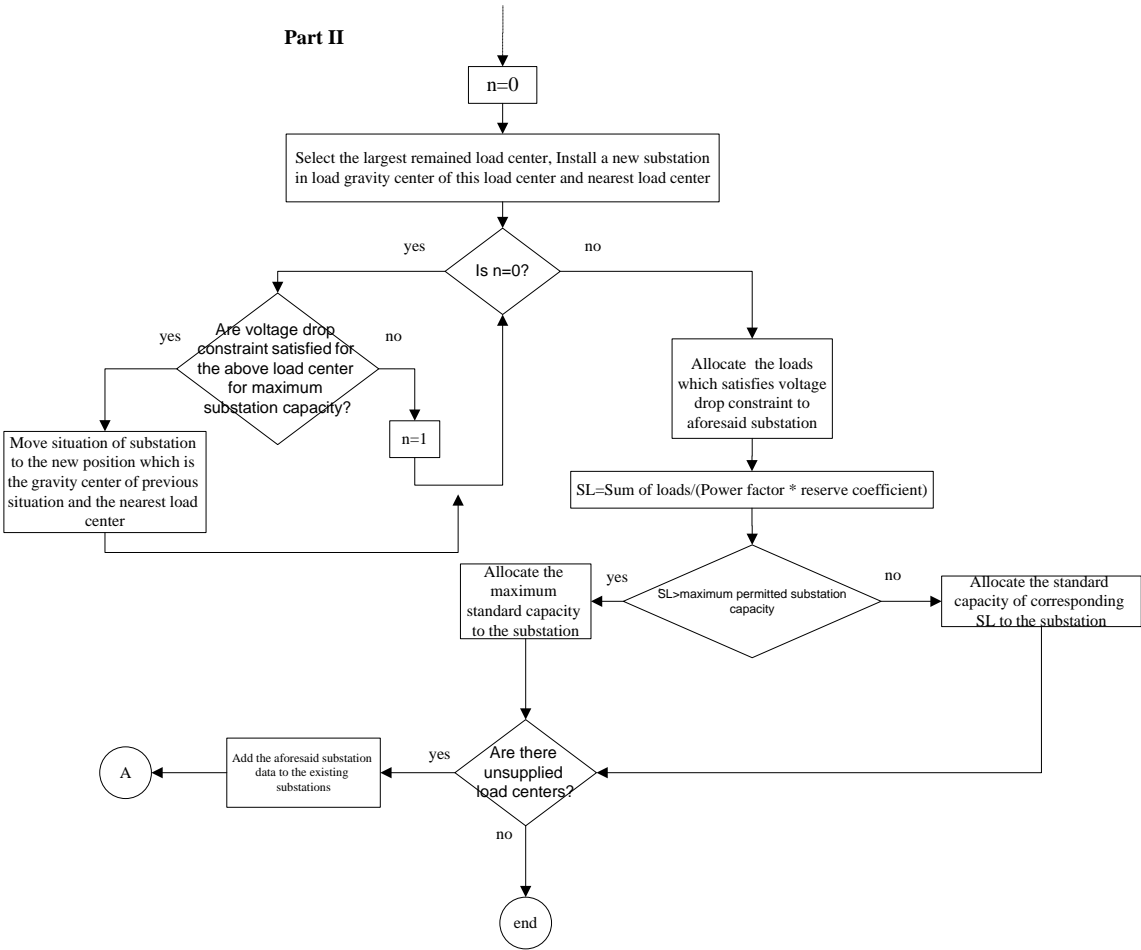 Part II
n=0
Select the largest remained load center, Install a new substation
in load gravity center of this load center and nearest load center
yes
no
Is n=0?
yes
no
Are voltage drop
constraint satisfied for
the above load center
for maximum
substation capacity?
Allocate the loads
which satisfies voltage
drop constraint to
aforesaid substation
n=1
Move situation of substation
to the new position which is
the gravity center of previous
situation and the nearest load
center
SL=Sum of loads/(Power factor * reserve coefficient)
Allocate the
maximum
standard capacity
to the substation
yes
SL>maximum permitted substation
capacity
no
Allocate the standard
capacity of corresponding
SL to the substation
A
Add the aforesaid substation
data to the existing
substations
yes
Are there
unsupplied
load centers?
no
end